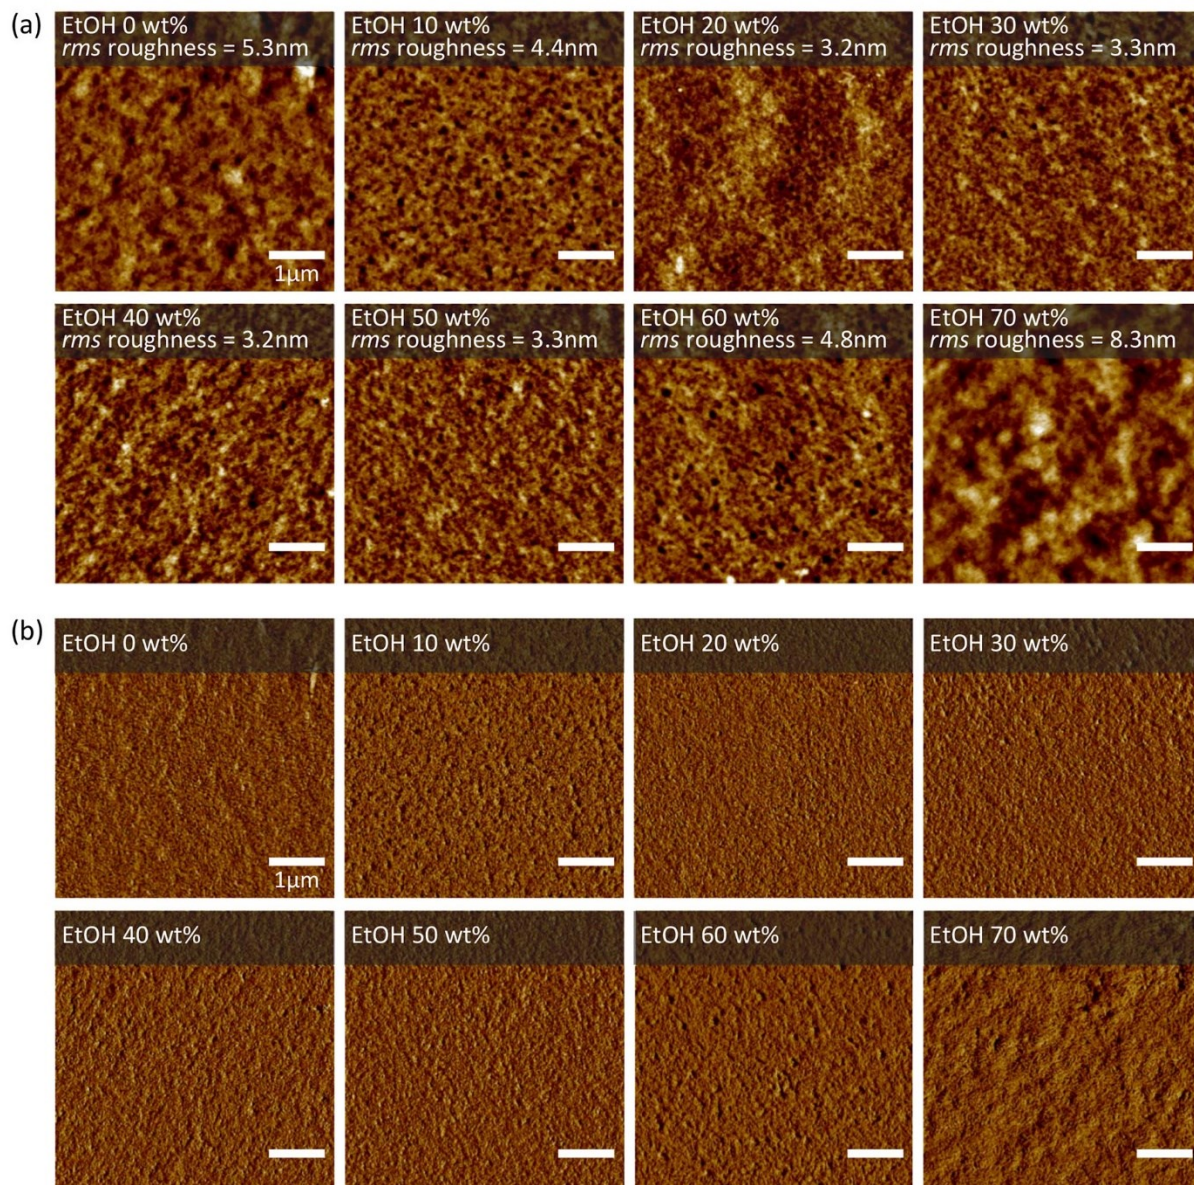 (a)
EtOH 0 wt%
rms roughness = 5.3nm
EtOH 10 wt%
rms roughness = 4.4nm
EtOH 20 wt%
rms roughness = 3.2nm
EtOH 30 wt%
rms roughness = 3.3nm
1μm
EtOH 40 wt%
rms roughness = 3.2nm
EtOH 50 wt%
rms roughness = 3.3nm
EtOH 60 wt%
rms roughness = 4.8nm
EtOH 70 wt%
rms roughness = 8.3nm
(b)
EtOH 0 wt%
EtOH 10 wt%
EtOH 20 wt%
EtOH 30 wt%
1μm
EtOH 40 wt%
EtOH 50 wt%
EtOH 60 wt%
EtOH 70 wt%